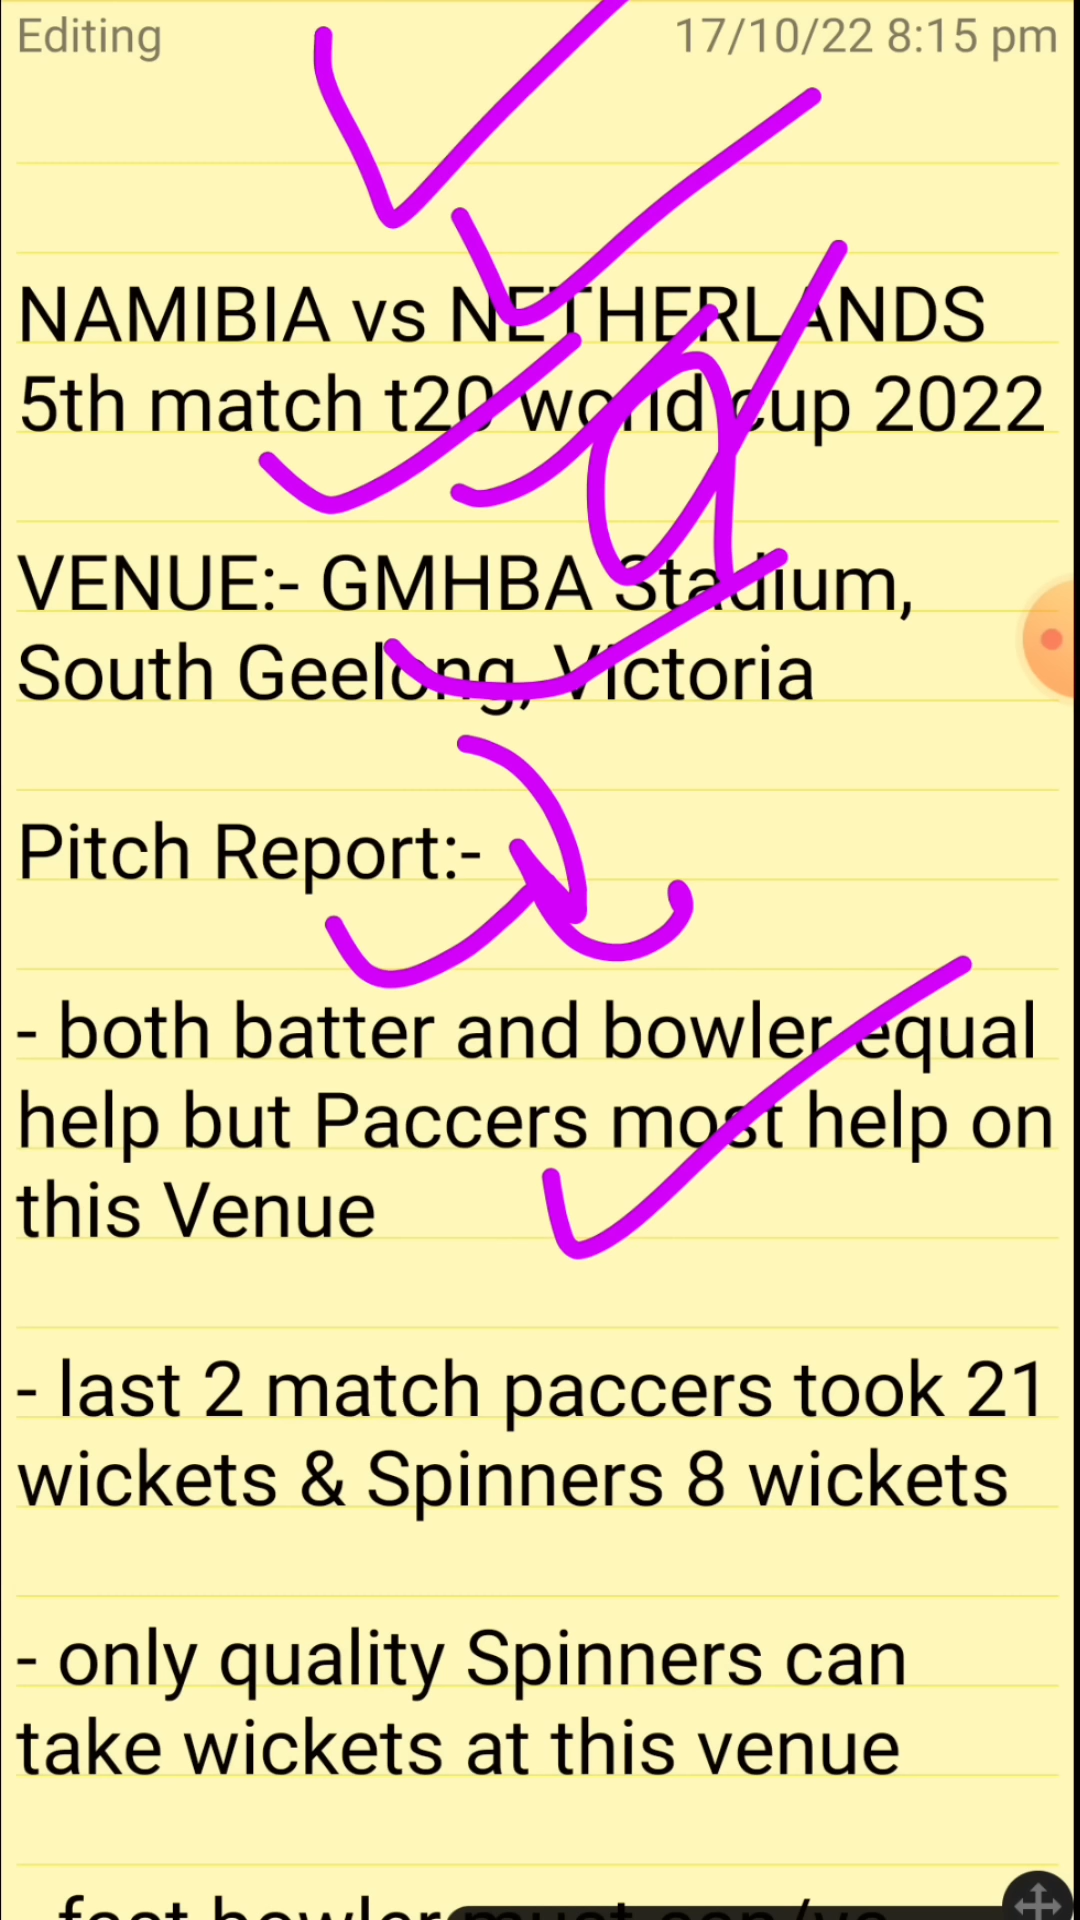 Editing 17/10/22 8:15 pm
NAMIBIA vs NETHERLANDS
5th match t20 world cup 2022
VENUE:- GMHBA Stadium,
South Geelong, Victoria
Pitch Report:-
- both batter and bowler equal
help but Paccers most help on
this Venue
- last 2 match paccers took 21
wickets & Spinners 8 wickets
- only quality Spinners can
take wickets at this venue
bowler must